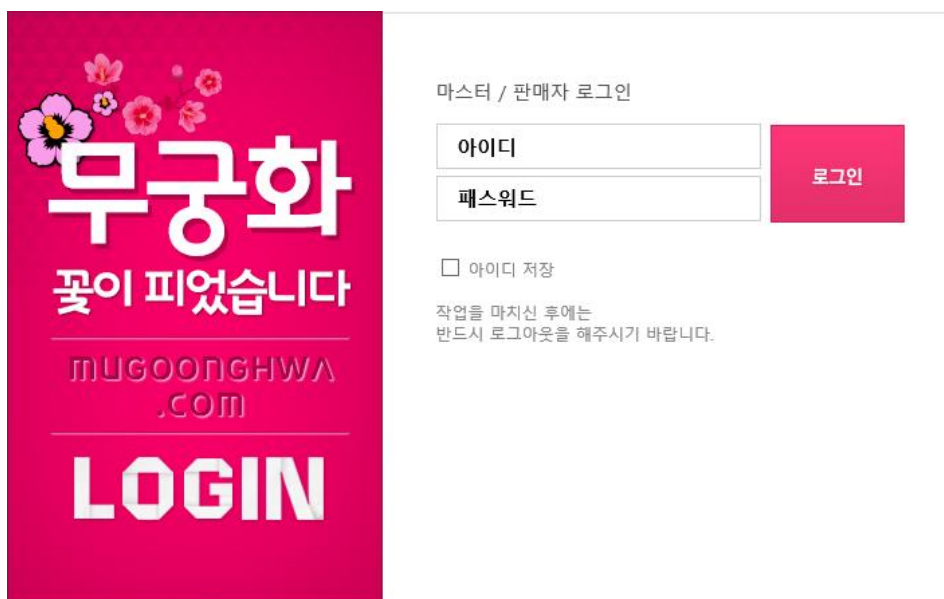 무궁화
꽃이 피었습니다
MUGOONGHWA
.COM
LOGIN
마스터 / 판매자 로그인
아이디
패스워드
로그인
아이디 저장
작업을 마치신 후에는
반드시 로그아웃을 해주시기 바랍니다.